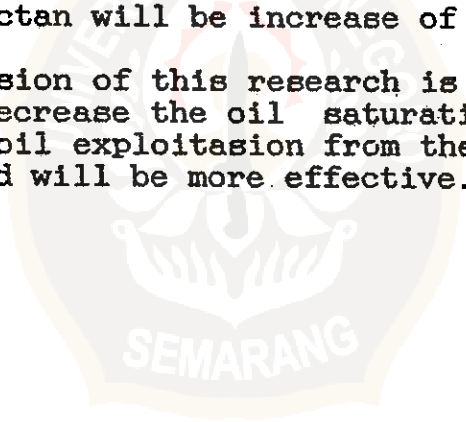 ctan will be increase of
sion of this research is
ecrease the oil saturati
oil exploitasion from the
d will be more effective.
SEMARANG